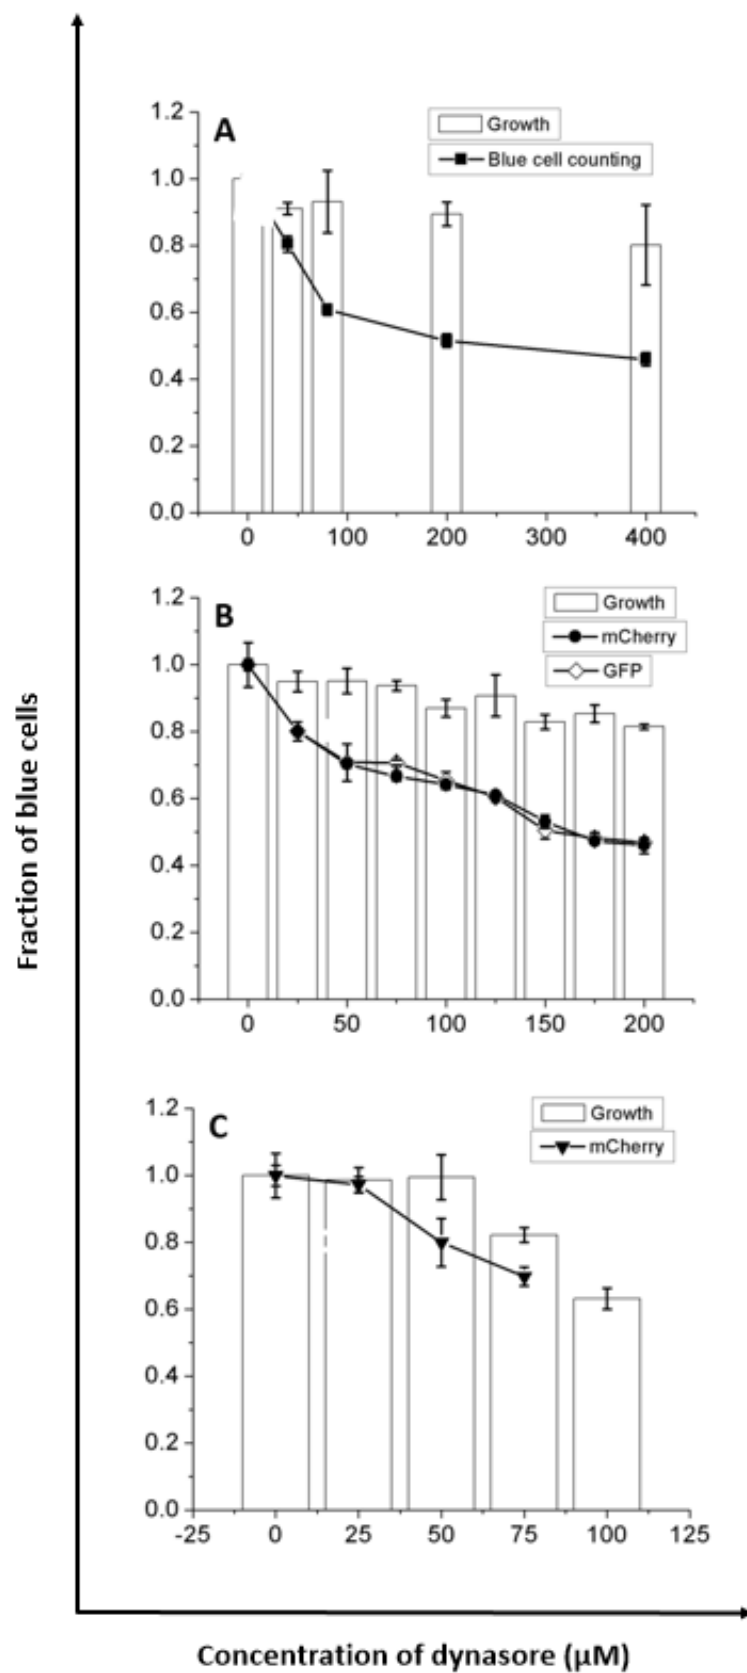 Fraction of blue cells
A
Growth
Blue cell counting
1.2
1.0
0.8
0.6
0.4
0.2
0.0
0 100 200 300 400
B
Growth
mCherry
GFP
1.2
1.0
0.8
0.6
0.4
0.2
0.0
0 50 100 150 200
C
Growth
mCherry
1.2
1.0
0.8
0.6
0.4
0.2
0.0
-25 0 25 50 75 100 125
Concentration of dynasore (µM)